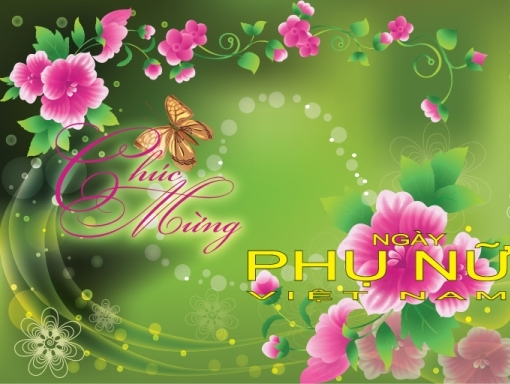 Chúc
Mừng
NGÀY
PHỤ NỮ
VIỆT NAM